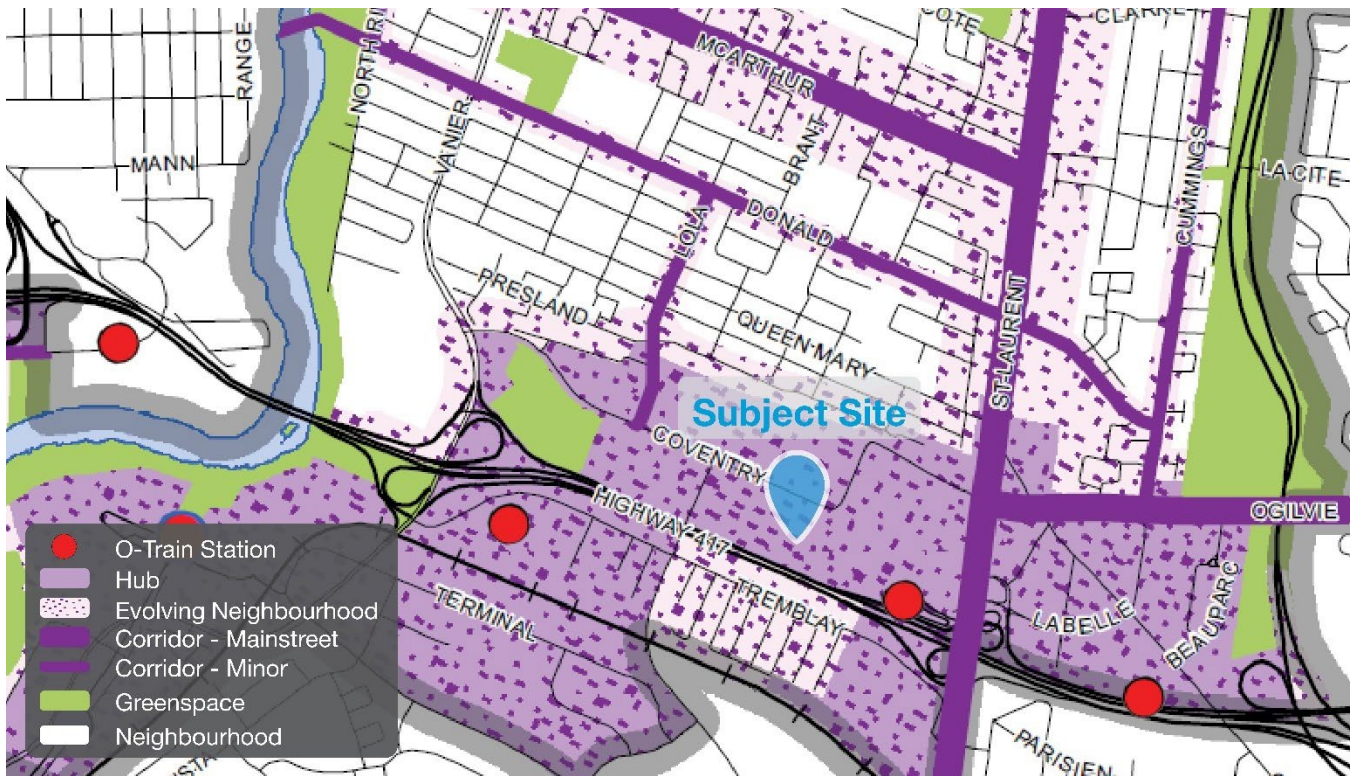 COTE
CLARKE
NORTH RI
RANGE
MCARTHUR
VANIER
BRANT
CUMMINGS
MANN
LA CITE
LOLA
DONALD
PRESLAND
QUEEN MARY
ST-LAURENT
Subject Site
COVENTRY
HIGHWAY 417
OGILVIE
TREMBLAY
TERMINAL
LABELLE
BEAUPARC
PARISIEN
O-Train Station
Hub
Evolving Neighbourhood
Corridor - Mainstreet
Corridor - Minor
Greenspace
Neighbourhood